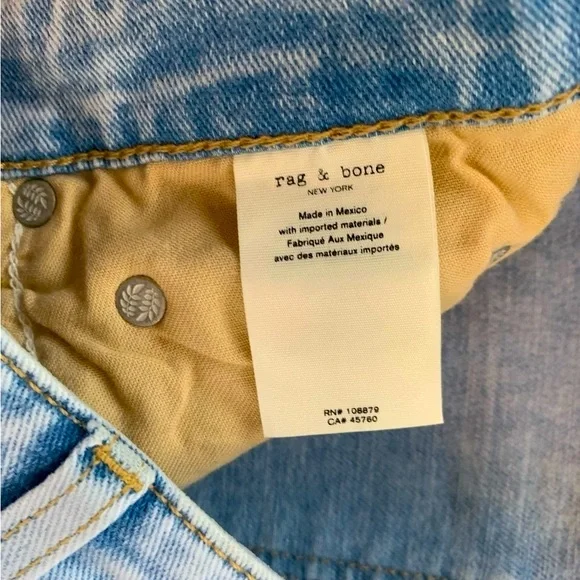 rag & bone
NEW YORK
Made in Mexico
with imported materials /
Fabriqué Aux Mexique
avec des matériaux importés
RN# 108879
CA# 45760